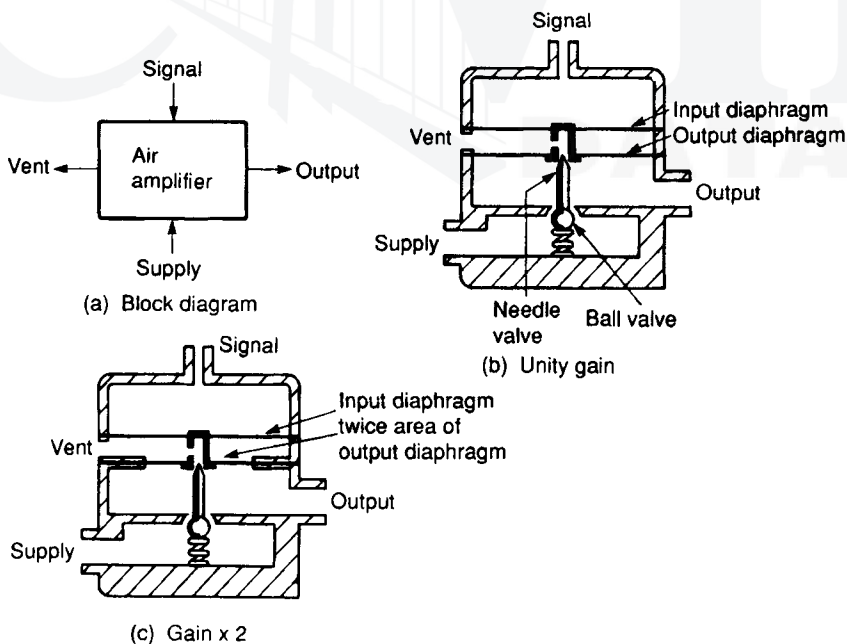 Signal
Vent
Air
amplifier
Output
Supply
(a) Block diagram
Signal
Input diaphragm
Output diaphragm
Vent
Output
Supply
Needle
valve
Ball valve
(b) Unity gain
Signal
Input diaphragm
twice area of
output diaphragm
Vent
Output
Supply
(c) Gain x 2